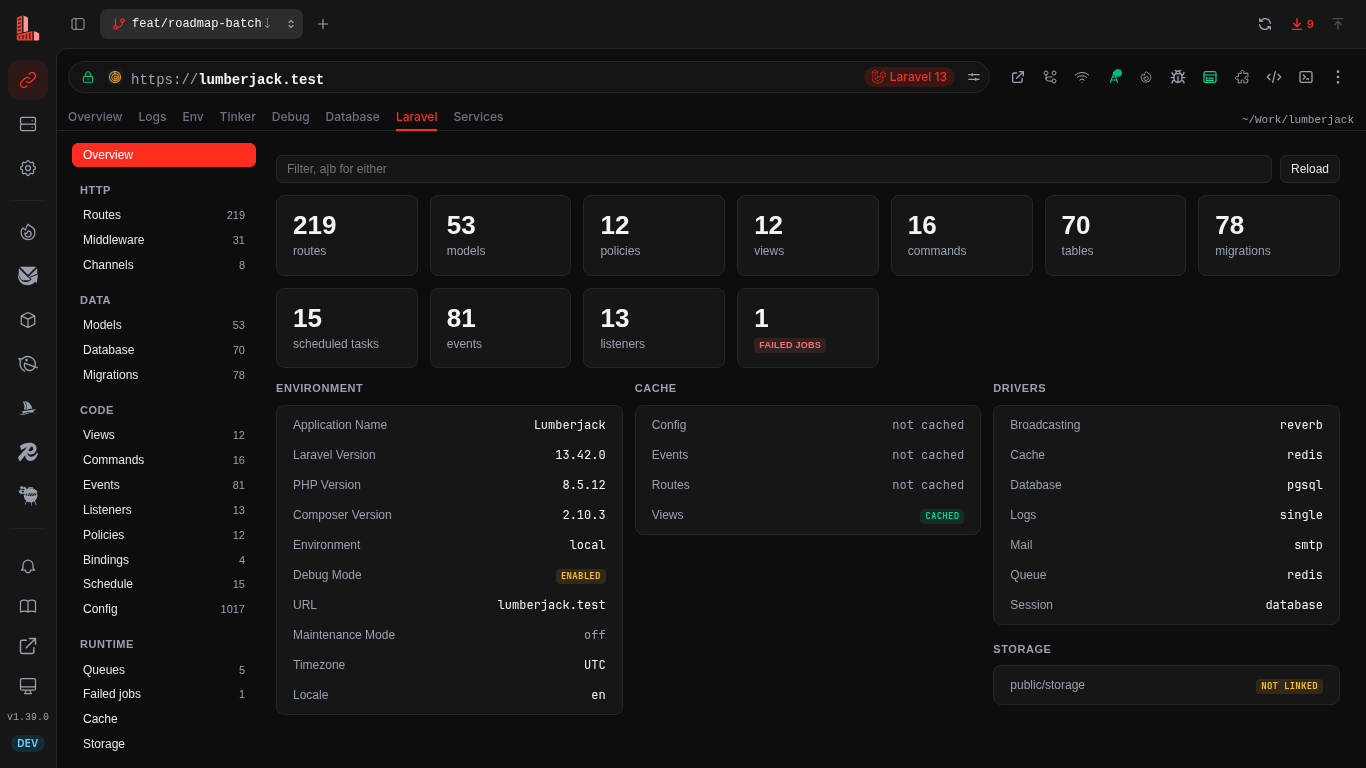 feat/roadmap-batch
9
https://lumberjack.test
Laravel 13
Overview
Logs
Env
Tinker
Debug
Database
Laravel
Services
~/Work/lumberjack
Overview
HTTP
Routes 219
Middleware 31
Channels 8
DATA
Models 53
Database 70
Migrations 78
CODE
Views 12
Commands 16
Events 81
Listeners 13
Policies 12
Bindings 4
Schedule 15
Config 1017
RUNTIME
Queues 5
Failed jobs 1
Cache
Storage
v1.39.0
DEV
Filter, a|b for either
Reload
219
routes
53
models
12
policies
12
views
16
commands
70
tables
78
migrations
15
scheduled tasks
81
events
13
listeners
1
FAILED JOBS
ENVIRONMENT
Application Name Lumberjack
Laravel Version 13.42.0
PHP Version 8.5.12
Composer Version 2.10.3
Environment local
Debug Mode ENABLED
URL lumberjack.test
Maintenance Mode off
Timezone UTC
Locale en
CACHE
Config not cached
Events not cached
Routes not cached
Views CACHED
DRIVERS
Broadcasting reverb
Cache redis
Database pgsql
Logs single
Mail smtp
Queue redis
Session database
STORAGE
public/storage NOT LINKED